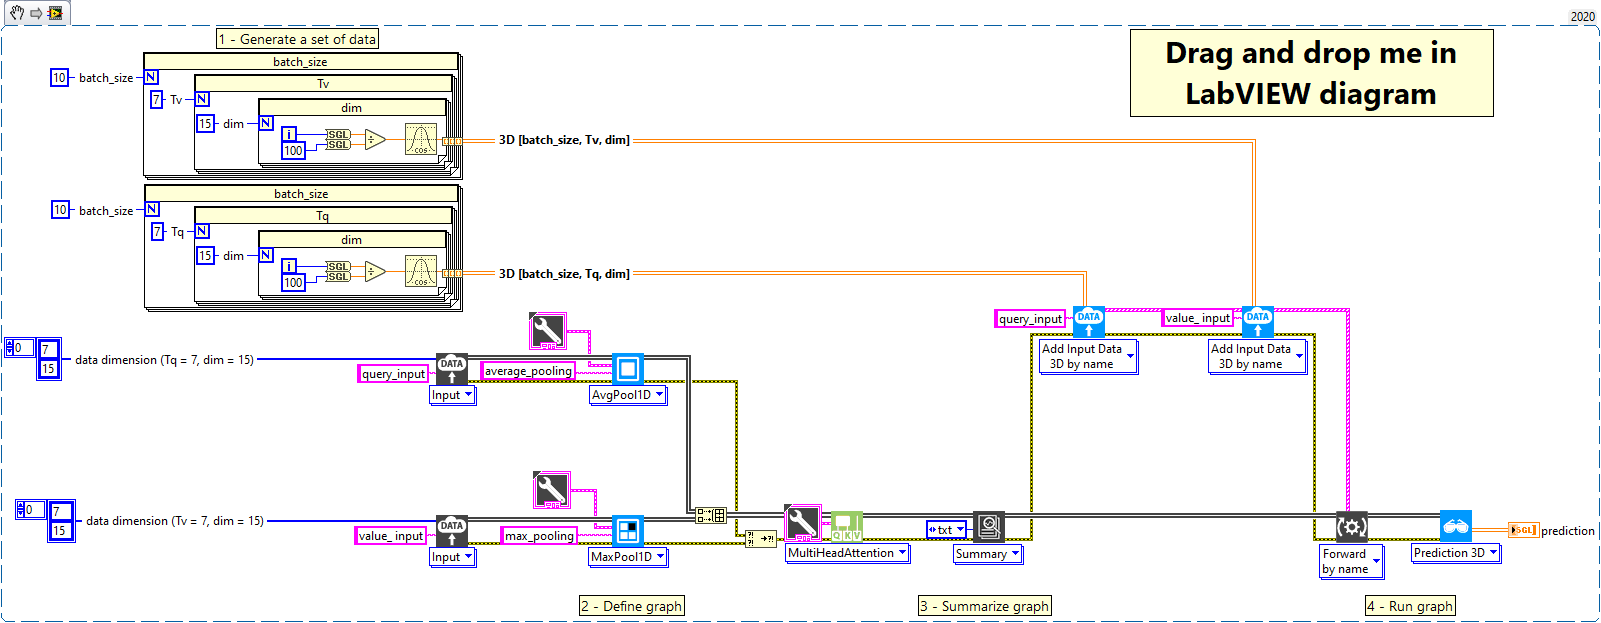 2020
1 - Generate a set of data
Drag and drop me in
LabVIEW diagram
batch_size
10 batch_size N
Tv
7 Tv N
dim
15 dim N
i SGL
100 SGL
÷
COS
3D [batch_size, Tv, dim]
batch_size
10 batch_size N
Tq
7 Tq N
dim
15 dim N
i SGL
100 SGL
÷
COS
3D [batch_size, Tq, dim]
query_input DATA
Add Input Data
3D by name
value_ input DATA
Add Input Data
3D by name
0 7
15
data dimension (Tq = 7, dim = 15)
query_input DATA
Input
average_pooling
AvgPool1D
0 7
15
data dimension (Tv = 7, dim = 15)
value_ input DATA
Input
max_pooling
MaxPool1D
?!
?! →?!
Q K V
MultiHeadAttention
txt
Summary
Forward
by name
Prediction 3D
SGL prediction
2 - Define graph
3 - Summarize graph
4 - Run graph